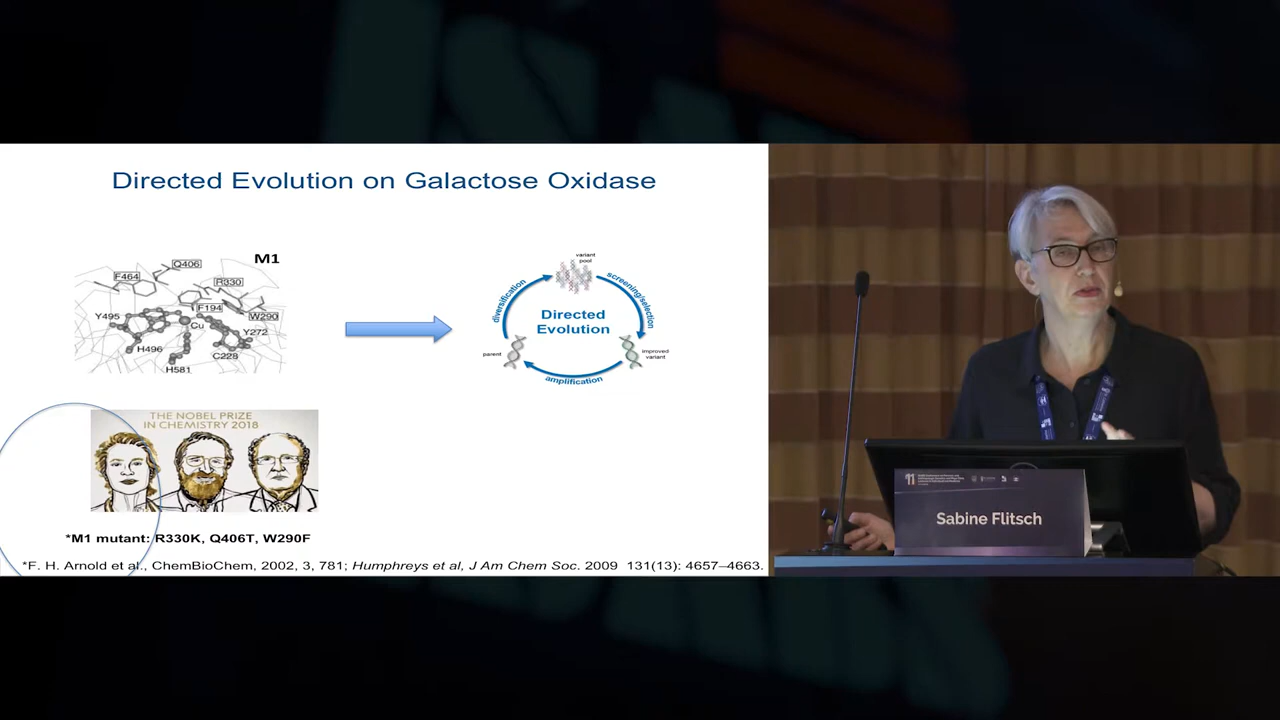 Directed Evolution on Galactose Oxidase
M1
Q406
F464
R330
F194
W290
Y495
Cu
Y272
H496
C228
H581
variant
pool
diversification
screening/selection
Directed
Evolution
parent
improved
variant
amplification
THE NOBEL PRIZE
IN CHEMISTRY 2018
*M1 mutant: R330K, Q406T, W290F
*F. H. Arnold et al., ChemBioChem, 2002, 3, 781; Humphreys et al, J Am Chem Soc. 2009 131(13): 4657–4663.
11
Sabine Flitsch